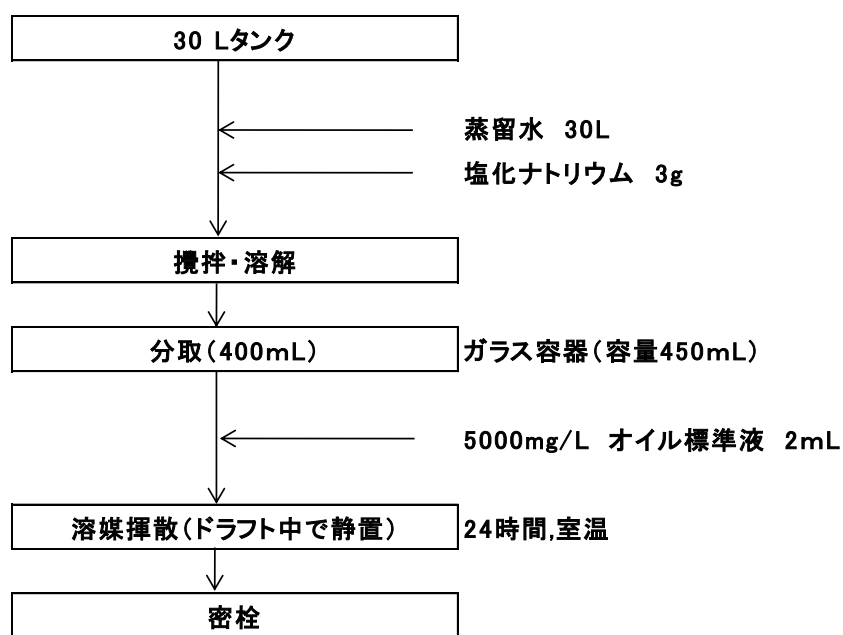 30 Lタンク
蒸留水 30L
塩化ナトリウム 3g
攪拌・溶解
分取(400mL) ガラス容器(容量450mL)
5000mg/L オイル標準液 2mL
溶媒揮散(ドラフト中で静置) 24時間,室温
密栓